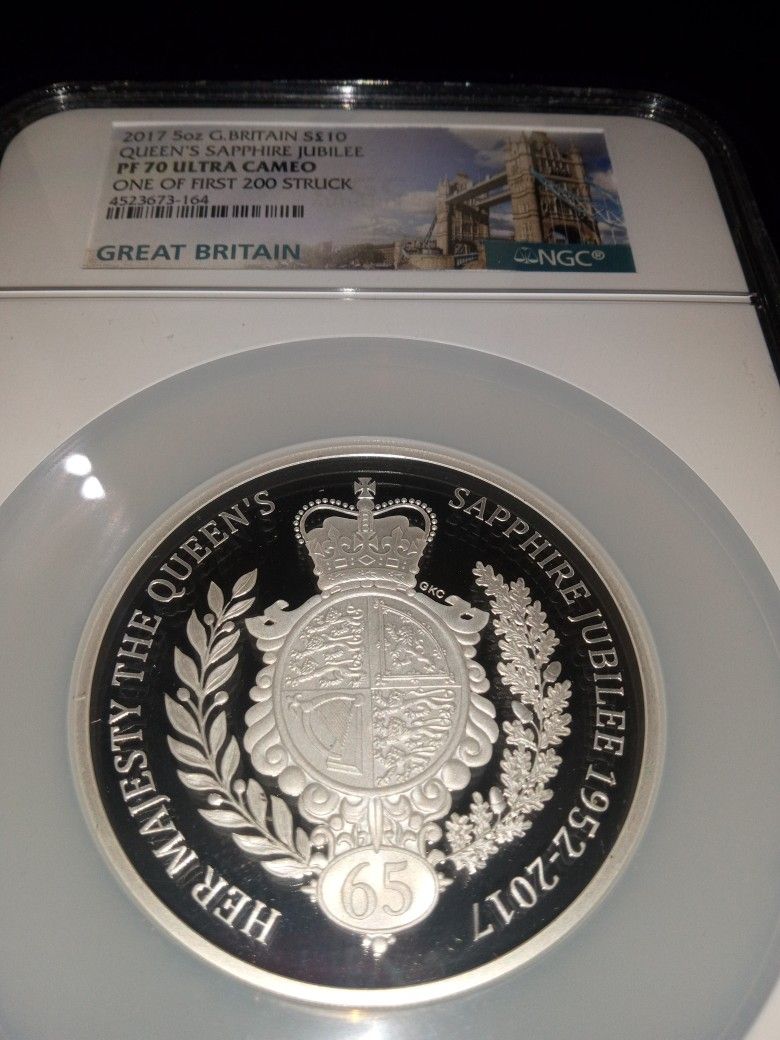 2017 5oz G.BRITAIN S£10
QUEEN'S SAPPHIRE JUBILEE
PF 70 ULTRA CAMEO
ONE OF FIRST 200 STRUCK
4523673-164
GREAT BRITAIN
NGC®
HER MAJESTY THE QUEEN'S SAPPHIRE JUBILEE 1952-2017
GKC
65